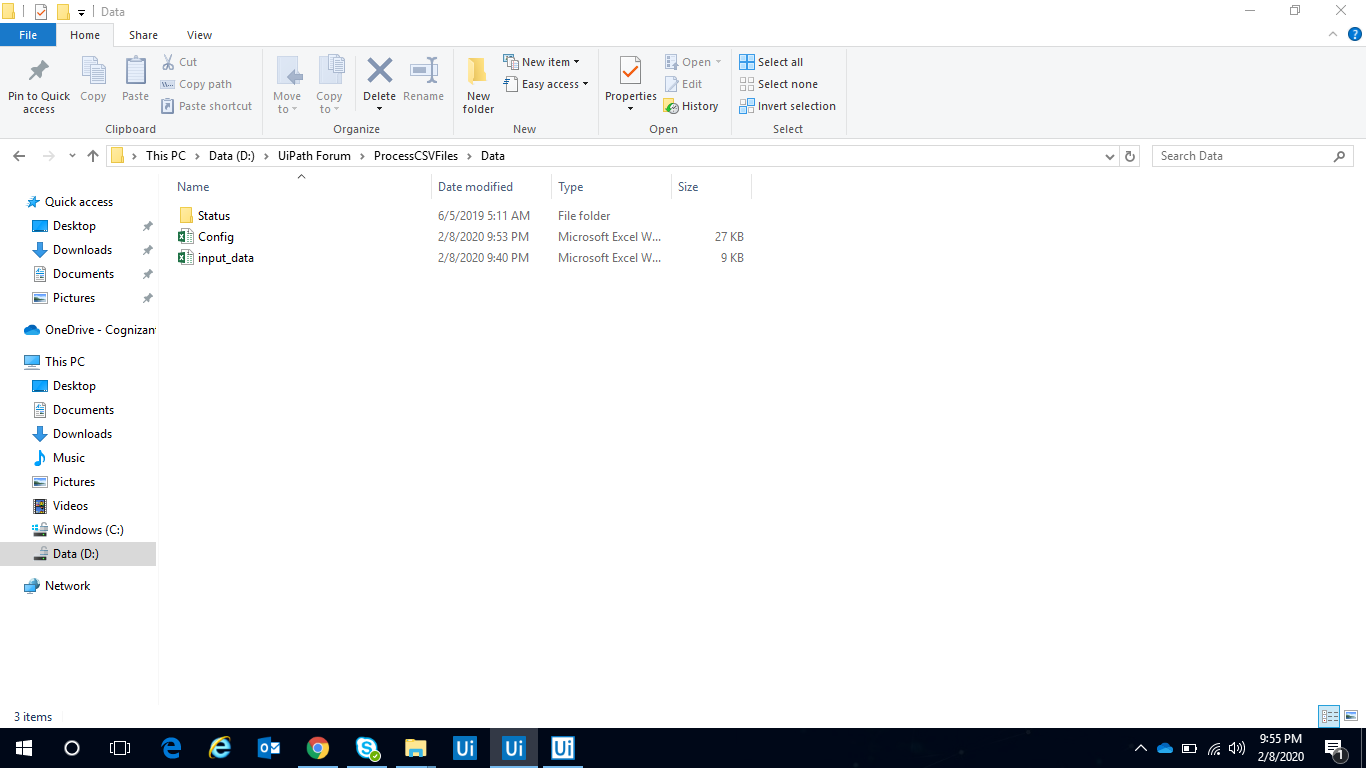 Data
File Home Share View
Pin to Quick access
Copy
Paste
Cut
Copy path
Paste shortcut
Clipboard
Move to
Copy to
Delete
Rename
Organize
New folder
New item
Easy access
New
Properties
Open
Edit
History
Open
Select all
Select none
Invert selection
Select
This PC > Data (D:) > UiPath Forum > ProcessCSVFiles > Data
Search Data
Name Date modified Type Size
Status 6/5/2019 5:11 AM File folder
Config 2/8/2020 9:53 PM Microsoft Excel W... 27 KB
input_data 2/8/2020 9:40 PM Microsoft Excel W... 9 KB
Quick access
Desktop
Downloads
Documents
Pictures
OneDrive - Cognizant
This PC
Desktop
Documents
Downloads
Music
Pictures
Videos
Windows (C:)
Data (D:)
Network
3 items
Ui Ui Ui
9:55 PM
2/8/2020
1